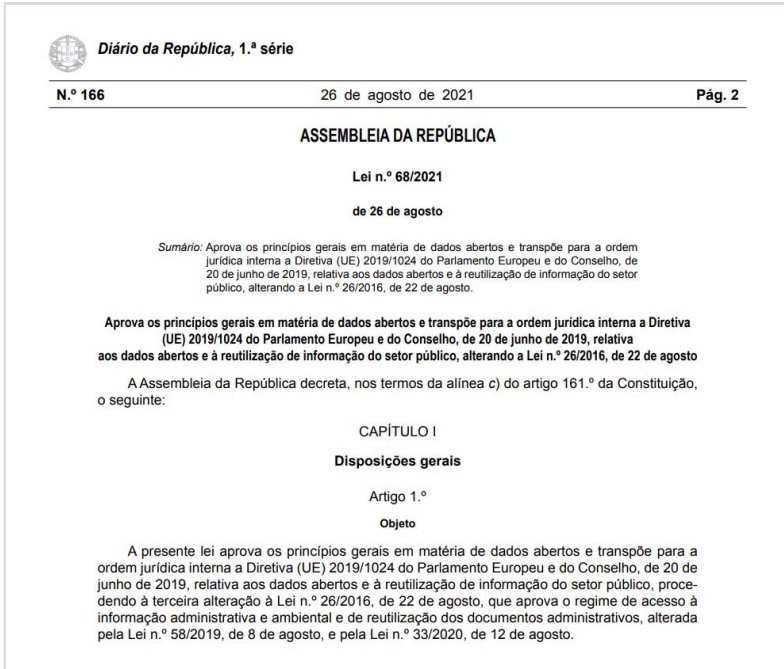 Diário da República, 1.ª série
N.º 166 26 de agosto de 2021 Pág. 2
ASSEMBLEIA DA REPÚBLICA
Lei n.º 68/2021
de 26 de agosto
Sumário: Aprova os princípios gerais em matéria de dados abertos e transpõe para a ordem
jurídica interna a Diretiva (UE) 2019/1024 do Parlamento Europeu e do Conselho, de
20 de junho de 2019, relativa aos dados abertos e à reutilização de informação do setor
público, alterando a Lei n.º 26/2016, de 22 de agosto.
Aprova os princípios gerais em matéria de dados abertos e transpõe para a ordem jurídica interna a Diretiva
(UE) 2019/1024 do Parlamento Europeu e do Conselho, de 20 de junho de 2019, relativa
aos dados abertos e à reutilização de informação do setor público, alterando a Lei n.º 26/2016, de 22 de agosto
A Assembleia da República decreta, nos termos da alínea c) do artigo 161.º da Constituição,
o seguinte:
CAPÍTULO I
Disposições gerais
Artigo 1.º
Objeto
A presente lei aprova os princípios gerais em matéria de dados abertos e transpõe para a
ordem jurídica interna a Diretiva (UE) 2019/1024 do Parlamento Europeu e do Conselho, de 20 de
junho de 2019, relativa aos dados abertos e à reutilização de informação do setor público, proce-
dendo à terceira alteração à Lei n.º 26/2016, de 22 de agosto, que aprova o regime de acesso à
informação administrativa e ambiental e de reutilização dos documentos administrativos, alterada
pela Lei n.º 58/2019, de 8 de agosto, e pela Lei n.º 33/2020, de 12 de agosto.